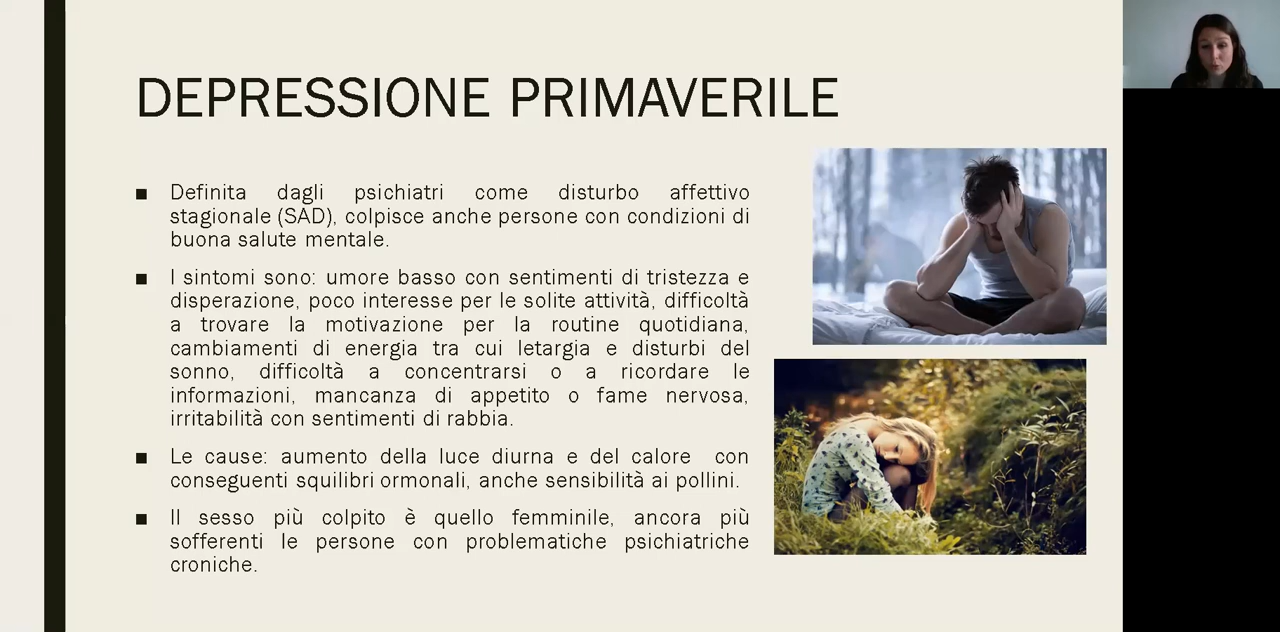 DEPRESSIONE PRIMAVERILE
■ Definita dagli psichiatri come disturbo affettivo
stagionale (SAD), colpisce anche persone con condizioni di
buona salute mentale.
■ I sintomi sono: umore basso con sentimenti di tristezza e
disperazione, poco interesse per le solite attività, difficoltà
a trovare la motivazione per la routine quotidiana,
cambiamenti di energia tra cui letargia e disturbi del
sonno, difficoltà a concentrarsi o a ricordare le
informazioni, mancanza di appetito o fame nervosa,
irritabilità con sentimenti di rabbia.
■ Le cause: aumento della luce diurna e del calore con
conseguenti squilibri ormonali, anche sensibilità ai pollini.
■ Il sesso più colpito è quello femminile, ancora più
sofferenti le persone con problematiche psichiatriche
croniche.